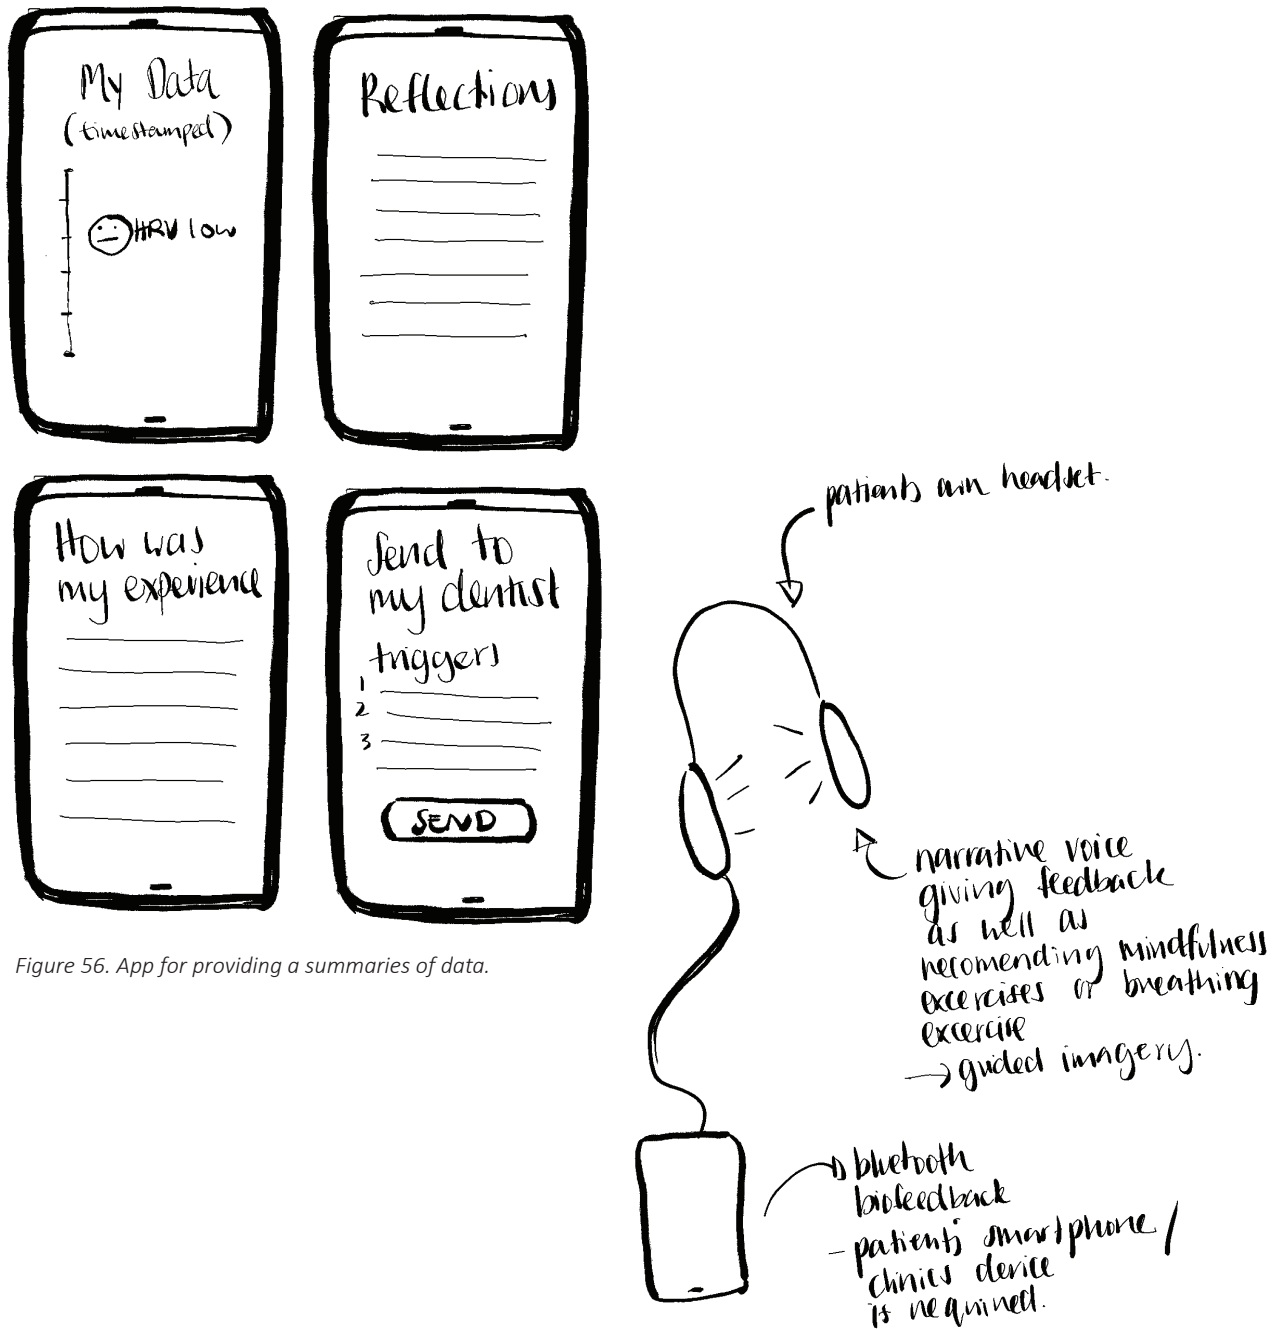 My Data
(timestamped)
HRV low
Reflections
How was
my experience
Send to
my dentist
triggers
1
2
3
SEND
Figure 56. App for providing a summaries of data.
patients own headset.
narrative voice
giving feedback
as well as
recomending mindfulness
excercises or breathing
excercise
→ guided imagery.
bluetooth
biofeedback
- patients smartphone/
clinics device
is required.